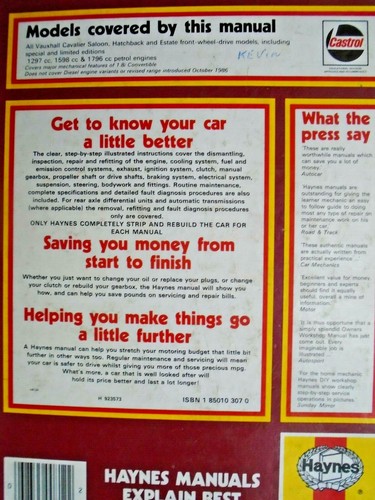 Models covered by this manual
All Vauxhall Cavalier Saloon, Hatchback and Estate front-wheel-drive models, including
special and limited editions
1297 cc, 1598 cc & 1796 cc petrol engines
Covers major mechanical features of 1.8i Convertible
Does not cover Diesel engine variants or revised range introduced October 1986
KEVIN
Castrol
Get to know your car
a little better
The clear, step-by-step illustrated instructions cover the dismantling,
inspection, repair and refitting of the engine, cooling system, fuel and
emission control systems, exhaust, ignition system, clutch, manual
gearbox, propeller shaft or drive shafts, braking system, electrical system,
suspension, steering, bodywork and fittings. Routine maintenance,
complete specifications and detailed fault diagnosis procedures are also
included. For rear axle differential units and automatic transmissions
(where applicable) the removal, refitting and fault diagnosis procedures
only are covered.
ONLY HAYNES COMPLETELY STRIP AND REBUILD THE CAR FOR
EACH MANUAL
Saving you money from
start to finish
Whether you just want to change your oil or replace your plugs, or change
your clutch or rebuild your gearbox, the Haynes manual will show you
how, and can help you save pounds on servicing and repair bills.
Helping you make things go
a little further
A Haynes manual can help you stretch your motoring budget that little bit
further in other ways too. Regular maintenance and servicing will mean
your car is safer to drive whilst giving you more of those precious mpg.
What's more, a car that is well looked after will
hold its price better and last a lot longer!
H 923573
ISBN 1 85010 307 0
What the
press say
'These are really
worthwhile manuals which
can save you a lot of
money.'
Autocar
'Haynes manuals are
outstanding for giving the
learner mechanic an easy
to follow guide to doing
most any type of repair or
maintenance work on his
or her car.'
Road & Track
'These authentic manuals
are actually written from
practical experience
Car Mechanics
'Excellent value for money
beginners and experts
should find it equally
useful, overall a mine of
information.'
Motor
'It is thus opportune that a
simply splendid Owners
Workshop Manual has just
come out. Every
imaginable job is
illustrated
Motorsport
'For the home mechanic
Haynes DIY workshop
manuals show clearly
step-by-step service
operations in pictures.
Sunday Mirror
HAYNES MANUALS
EXPLAIN BEST
Haynes
9
2